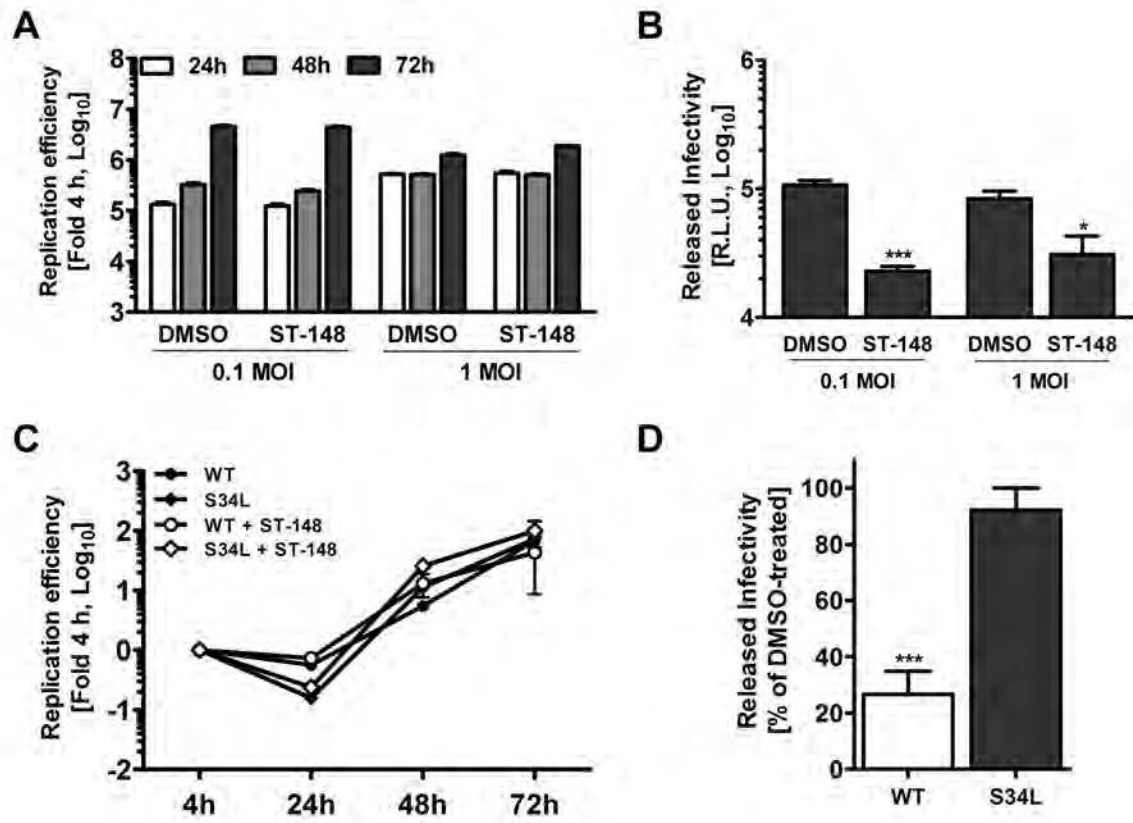 A
Replication efficiency
[Fold 4 h, Log10]
8
7
6
5
4
3
24h 48h 72h
DMSO ST-148 DMSO ST-148
0.1 MOI 1 MOI
B
Released Infectivity
[R.L.U., Log10]
6
5
4
***
*
DMSO ST-148 DMSO ST-148
0.1 MOI 1 MOI
C
Replication efficiency
[Fold 4 h, Log10]
3
2
1
0
-1
-2
WT
S34L
WT + ST-148
S34L + ST-148
4h 24h 48h 72h
D
Released Infectivity
[% of DMSO-treated]
100
80
60
40
20
0
***
WT S34L